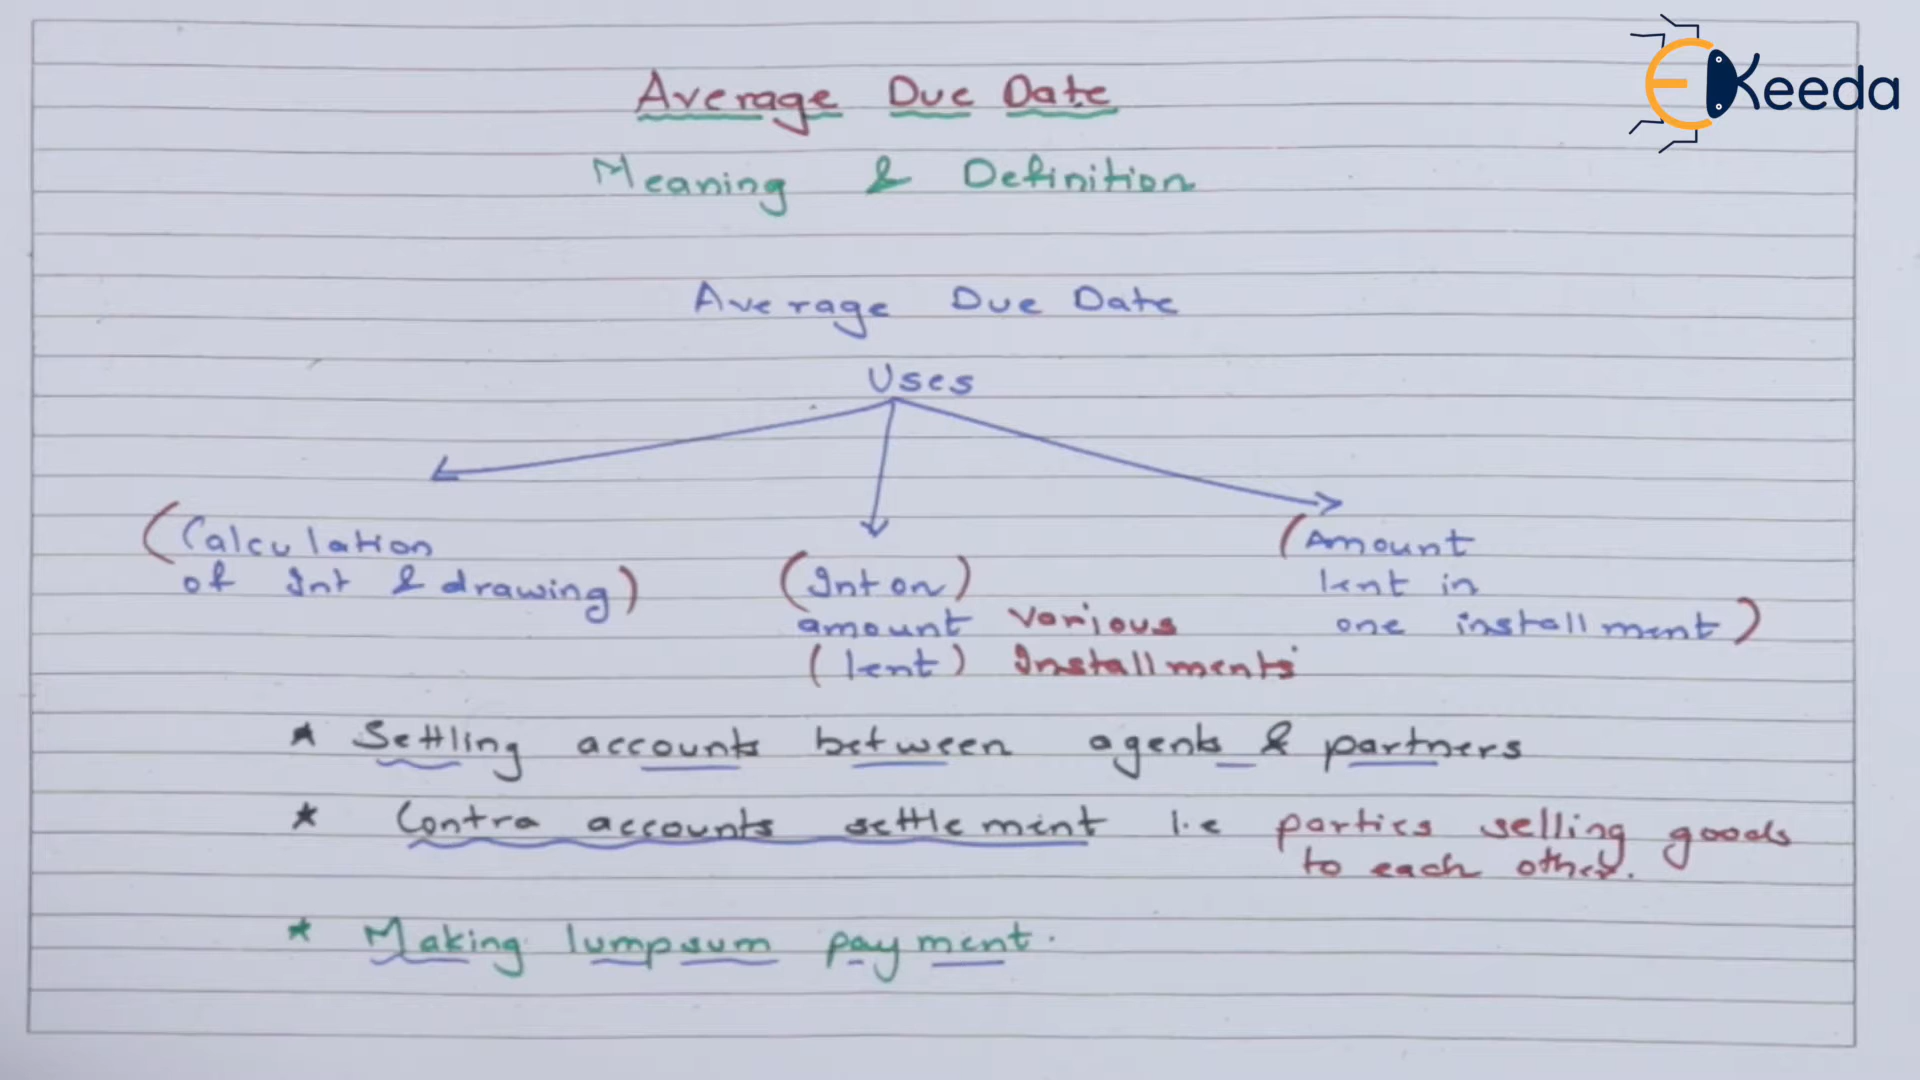 EKeeda
Average Due Date
Meaning & Definition
Average Due Date
Uses
(Calculation
of Int & drawing)
(Int on)
amount various
(lent) Installments
(Amount
lent in
one installment)
★ Settling accounts between agents & partners
★ Contra accounts settlement i.e parties selling goods
to each other.
★ Making lumpsum payment.